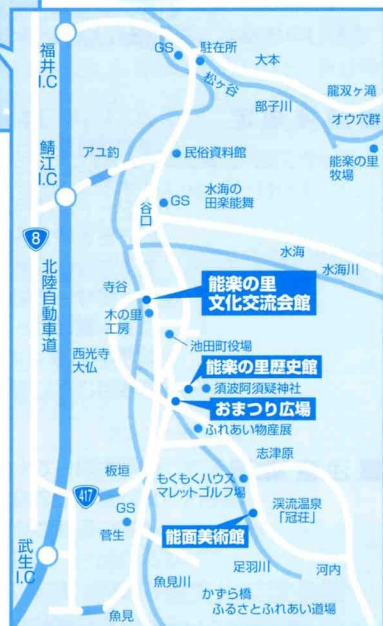 福井I.C
GS
駐在所
大本
松ヶ谷
部子川
龍双ヶ滝
オウ穴群
能楽の里
牧場
鯖江I.C
アユ釣
民俗資料館
谷口
GS
水海の
田楽能舞
8
北陸自動車道
水海
水海川
寺谷
能楽の里
文化交流会館
木の里
工房
池田町役場
西光寺
大仏
能楽の里歴史館
須波阿須疑神社
おまつり広場
ふれあい物産展
志津原
板垣
もくもくハウス
マレットゴルフ場
417
渓流温泉
「冠荘」
GS
菅生
能面美術館
武生I.C
足羽川
河内
魚見川
かずら橋
ふるさとふれあい道場
魚見